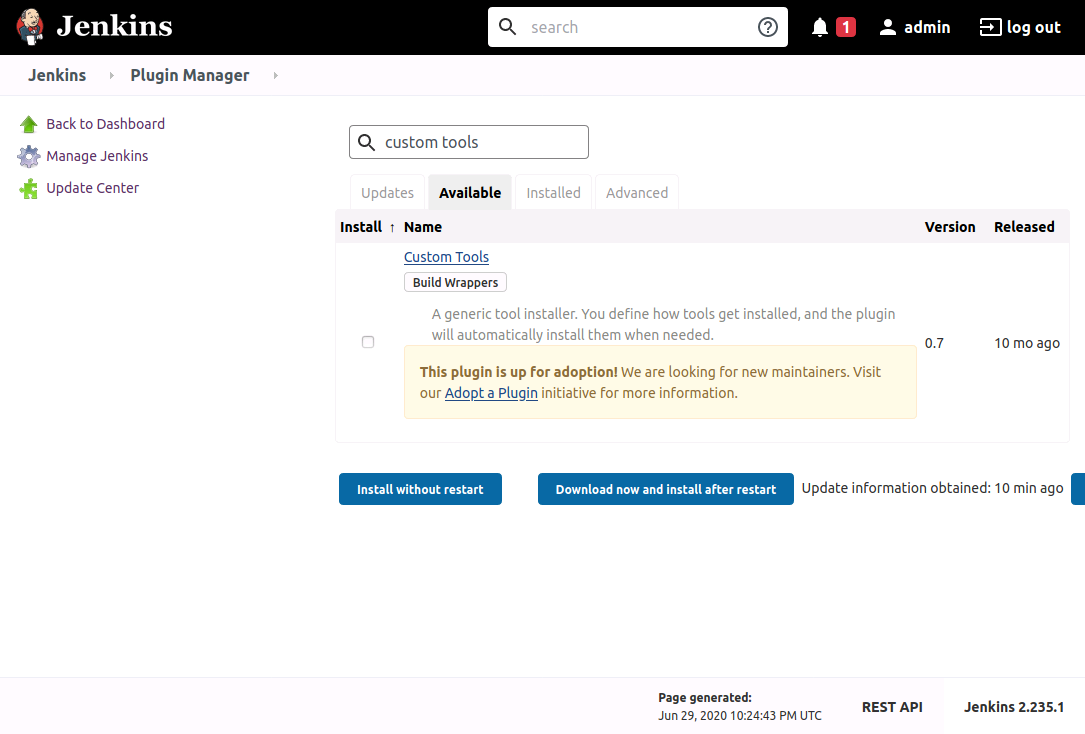 Jenkins
search
1
admin
log out
Jenkins
Plugin Manager
Back to Dashboard
Manage Jenkins
Update Center
custom tools
Updates
Available
Installed
Advanced
Install ↑ Name Version Released
Custom Tools
Build Wrappers
A generic tool installer. You define how tools get installed, and the plugin
will automatically install them when needed.
0.7
10 mo ago
This plugin is up for adoption! We are looking for new maintainers. Visit
our Adopt a Plugin initiative for more information.
Install without restart
Download now and install after restart
Update information obtained: 10 min ago
Page generated:
Jun 29, 2020 10:24:43 PM UTC
REST API
Jenkins 2.235.1